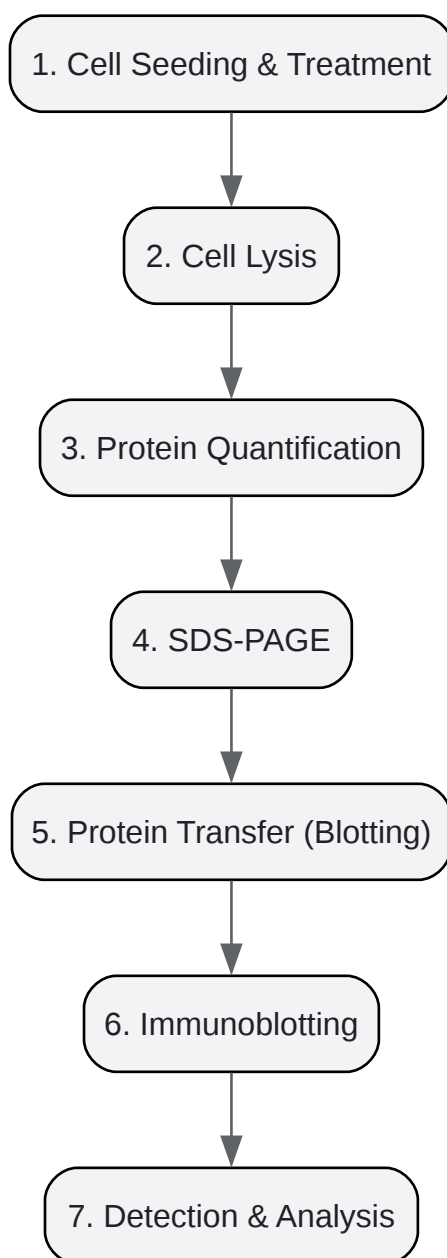 1. Cell Seeding & Treatment
2. Cell Lysis
3. Protein Quantification
4. SDS-PAGE
5. Protein Transfer (Blotting)
6. Immunoblotting
7. Detection & Analysis